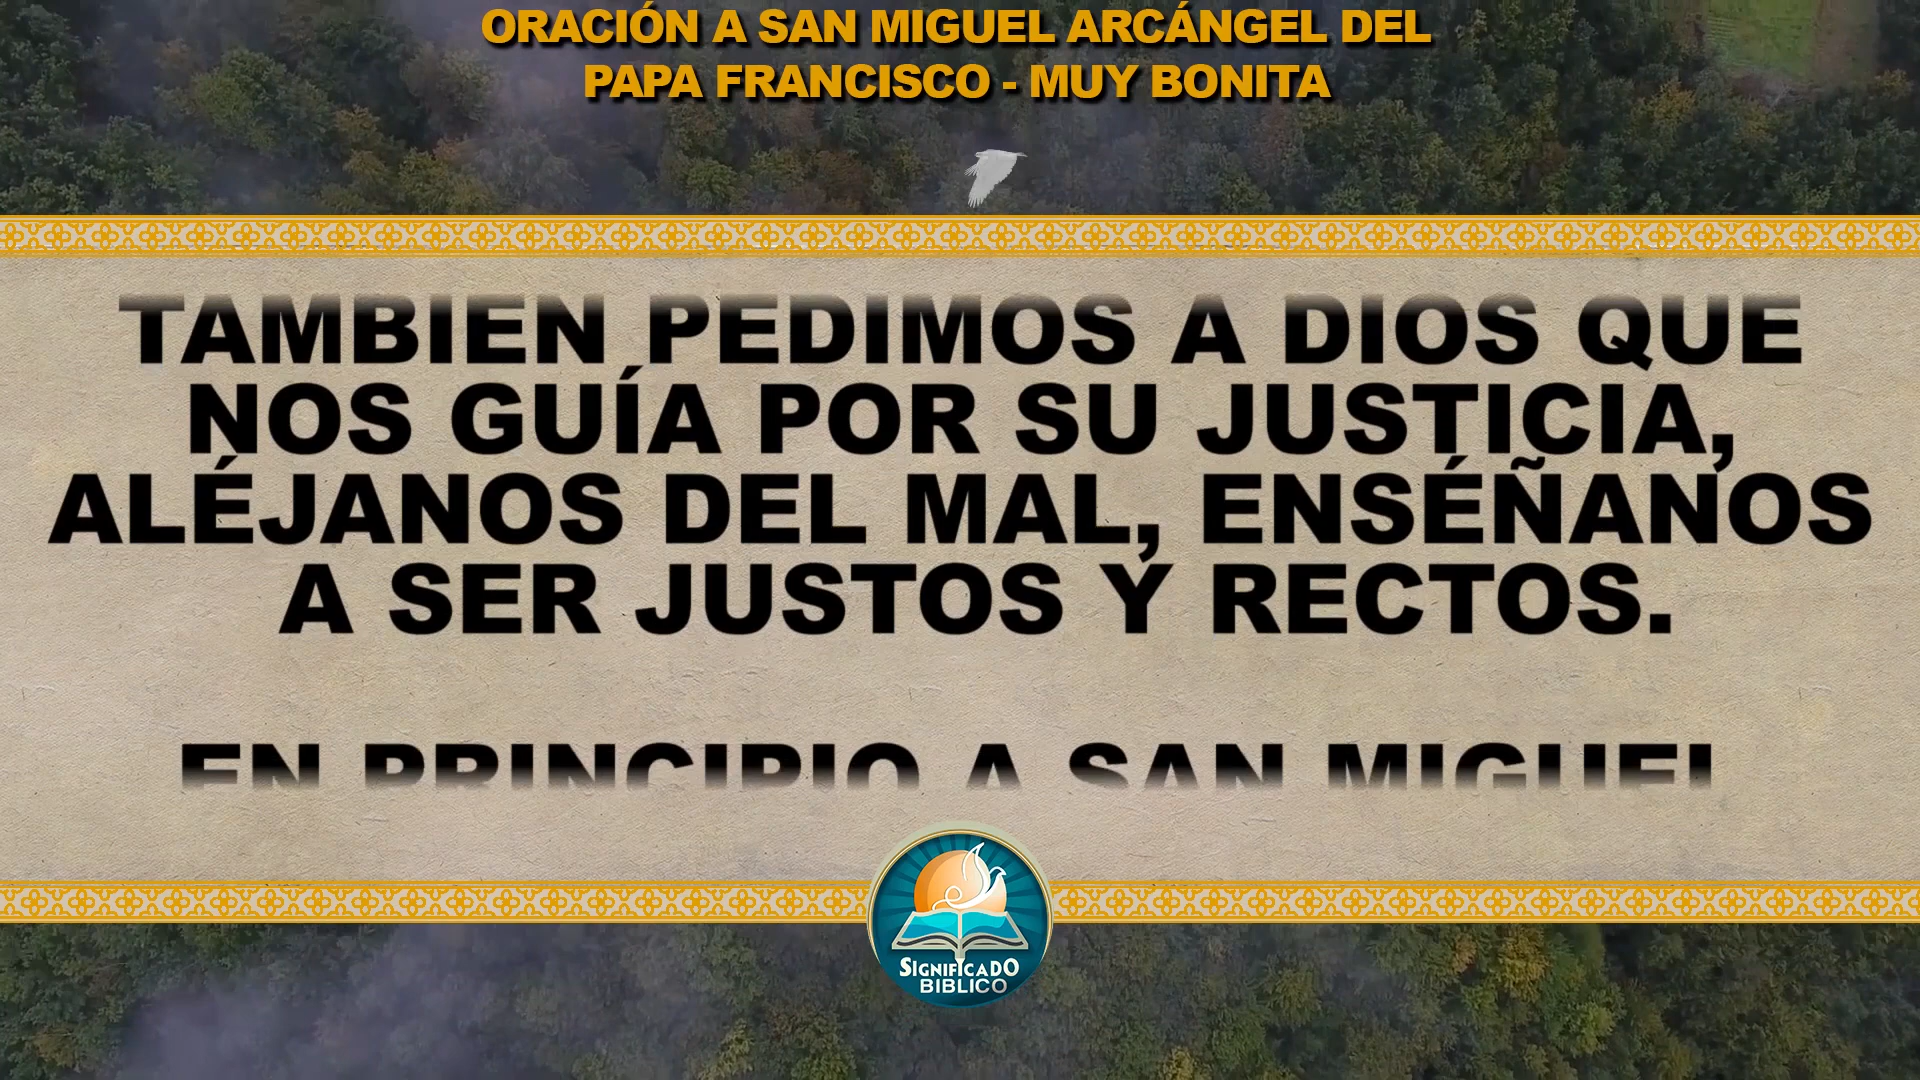 ORACIÓN A SAN MIGUEL ARCÁNGEL DEL
PAPA FRANCISCO - MUY BONITA
TAMBIEN PEDIMOS A DIOS QUE
NOS GUÍA POR SU JUSTICIA,
ALÉJANOS DEL MAL, ENSÉÑANOS
A SER JUSTOS Y RECTOS.
EN PRINCIPIO A SAN MIGUEL
SIGNIFICADO
BIBLICO